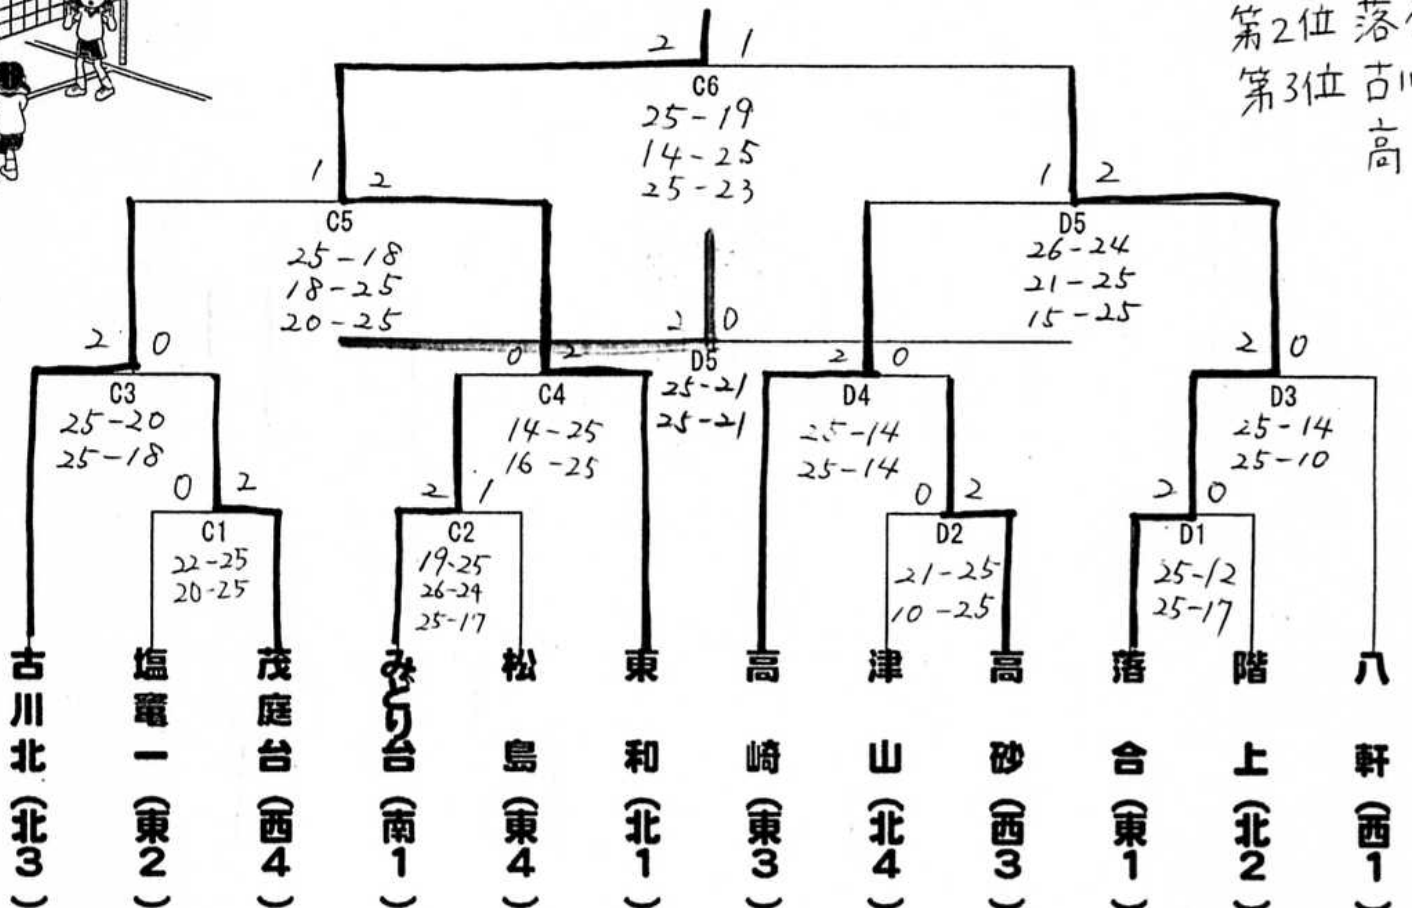 第2位 落
第3位 古川
高
2 1
C6
25-19
14-25
25-23
1 2
C5
25-18
18-25
20-25
1 2
D5
26-24
21-25
15-25
2 0
D5
25-21
25-21
2 0
C3
25-20
25-18
0 2
C4
14-25
16-25
2 0
D4
25-14
25-14
2 0
D3
25-14
25-10
0 2
C1
22-25
20-25
2 1
C2
19-25
26-24
25-17
0 2
D2
21-25
10-25
2 0
D1
25-12
25-17
古川北(北3)
塩竈一(東2)
茂庭台(西4)
みどり台(南1)
松島(東4)
東和(北1)
高崎(東3)
津山(北4)
高砂(西3)
落合(東1)
階上(北2)
八軒(西1)